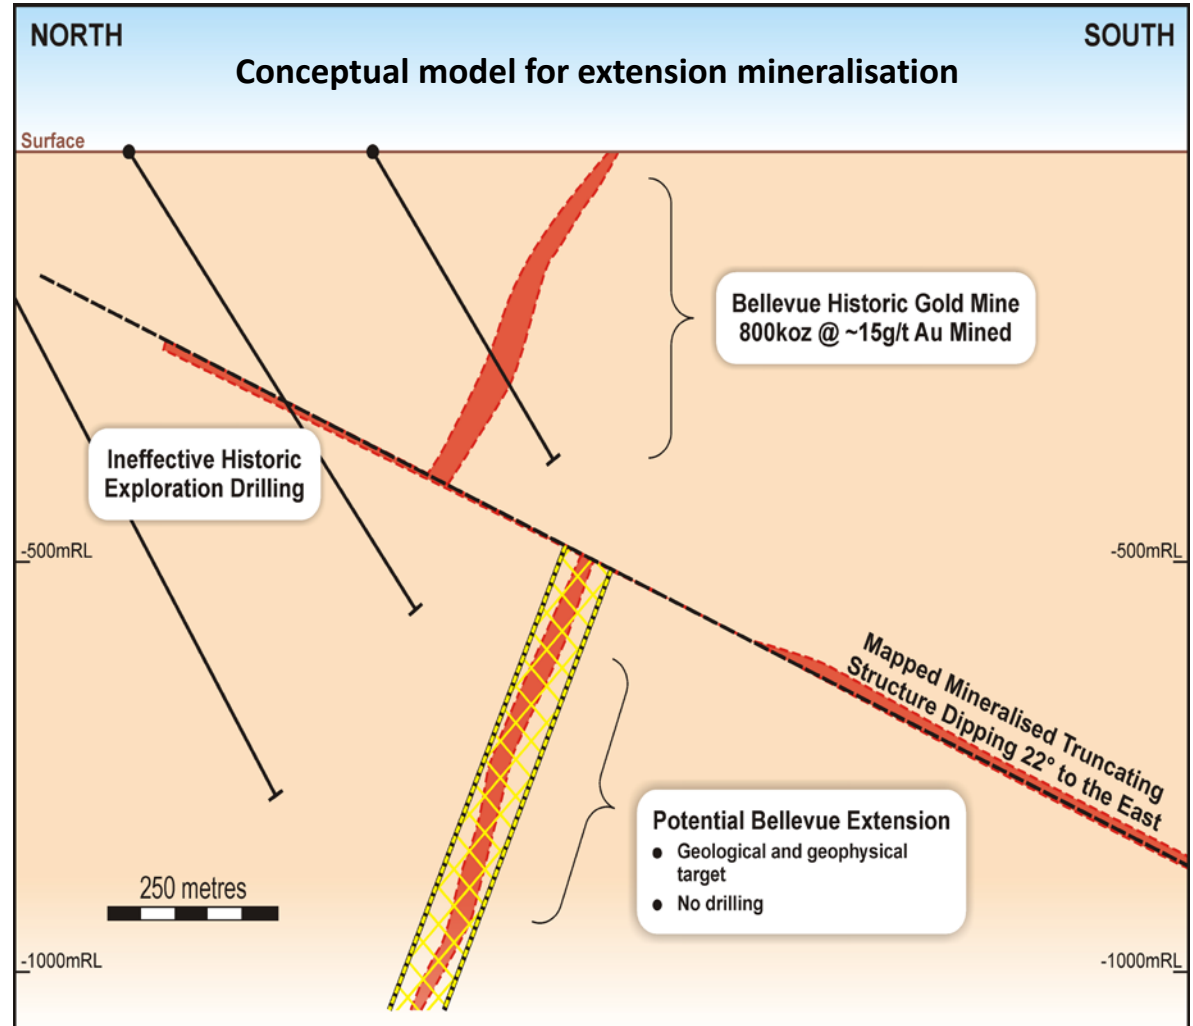 NORTH
SOUTH
Conceptual model for extension mineralisation
Surface
Bellevue Historic Gold Mine
800koz @ ~15g/t Au Mined
Ineffective Historic
Exploration Drilling
-500mRL
-500mRL
Mapped Mineralised Truncating
Structure Dipping 22° to the East
Potential Bellevue Extension
● Geological and geophysical
target
● No drilling
250 metres
-1000mRL
-1000mRL